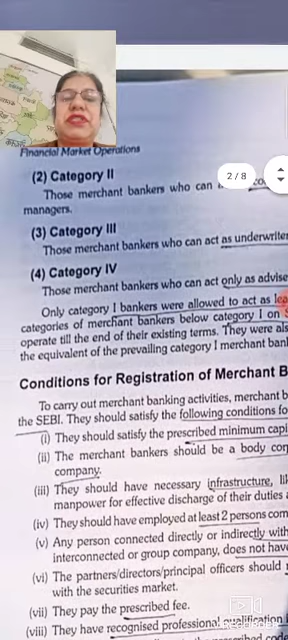 Financial Market Operations
2 / 8
(2) Category II
Those merchant bankers who can
managers.
(3) Category III
Those merchant bankers who can act as underwrite
(4) Category IV
Those merchant bankers who can act only as advise
Only category I bankers were allowed to act as lea
categories of merchant bankers below category I on
operate till the end of their existing terms. They were als
the equivalent of the prevailing category I merchant ban
Conditions for Registration of Merchant B
To carry out merchant banking activities, merchant b
the SEBI. They should satisfy the following conditions fo
(i) They should satisfy the prescribed minimum capi
(ii) The merchant bankers should be a body cor
company.
(iii) They should have necessary infrastructure, li
manpower for effective discharge of their duties
(iv) They should have employed at least 2 persons com
(v) Any person connected directly or indirectly with
interconnected or group company, does not have
(vi) The partners/directors/principal officers should
with the securities market.
(vii) They pay the prescribed fee.
(viii) They have recognised professional qualification